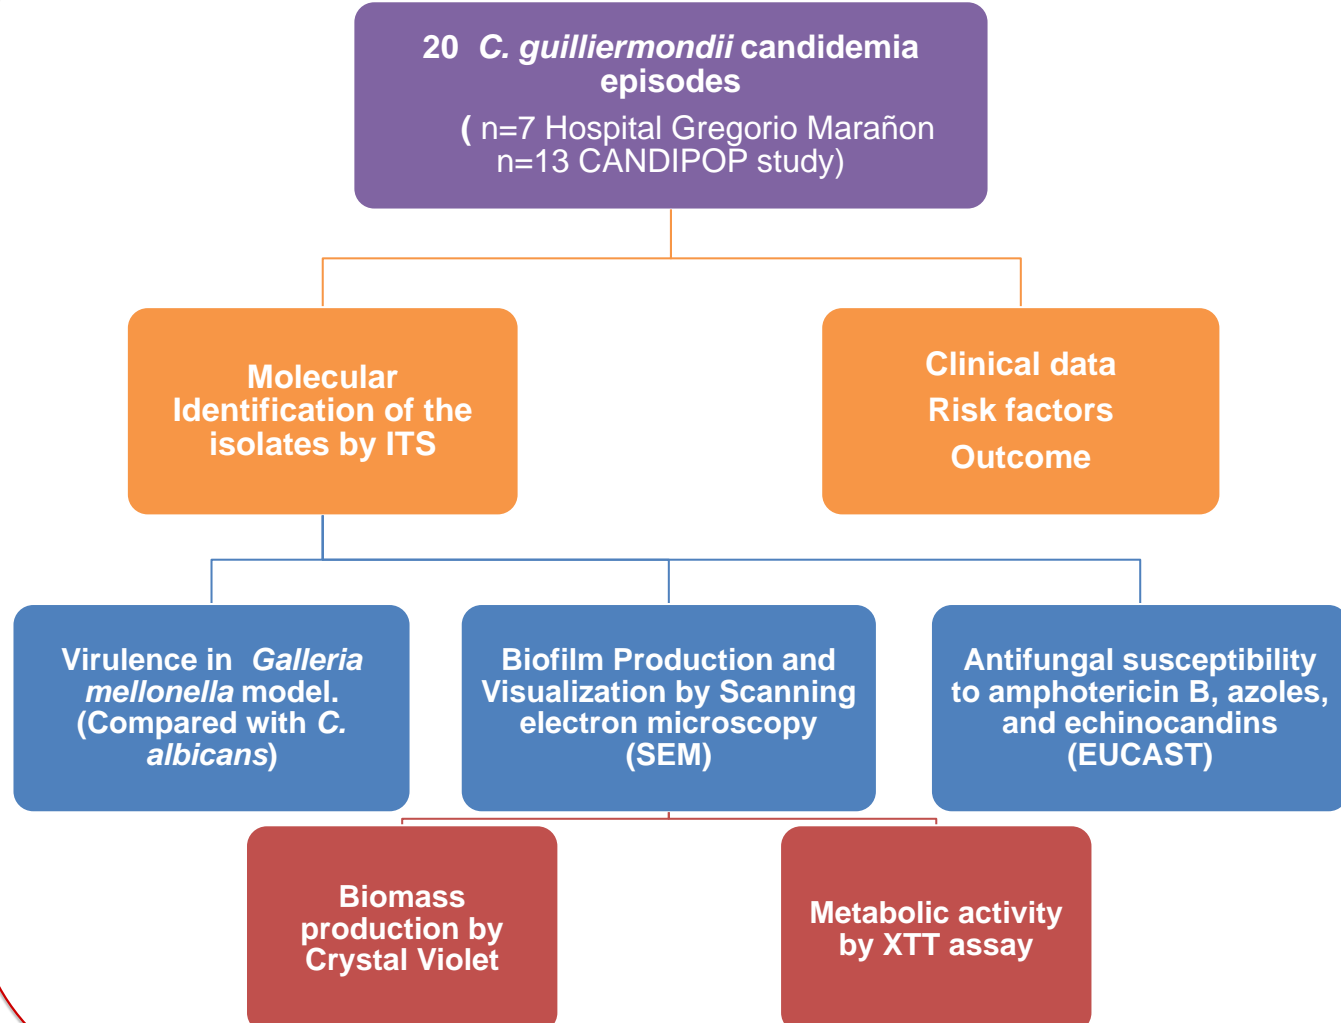 20 C. guilliermondii candidemia
episodes
( n=7 Hospital Gregorio Marañon
n=13 CANDIPOP study)
Molecular
Identification of the
isolates by ITS
Clinical data
Risk factors
Outcome
Virulence in Galleria
mellonella model.
(Compared with C.
albicans)
Biofilm Production and
Visualization by Scanning
electron microscopy
(SEM)
Antifungal susceptibility
to amphotericin B, azoles,
and echinocandins
(EUCAST)
Biomass
production by
Crystal Violet
Metabolic activity
by XTT assay